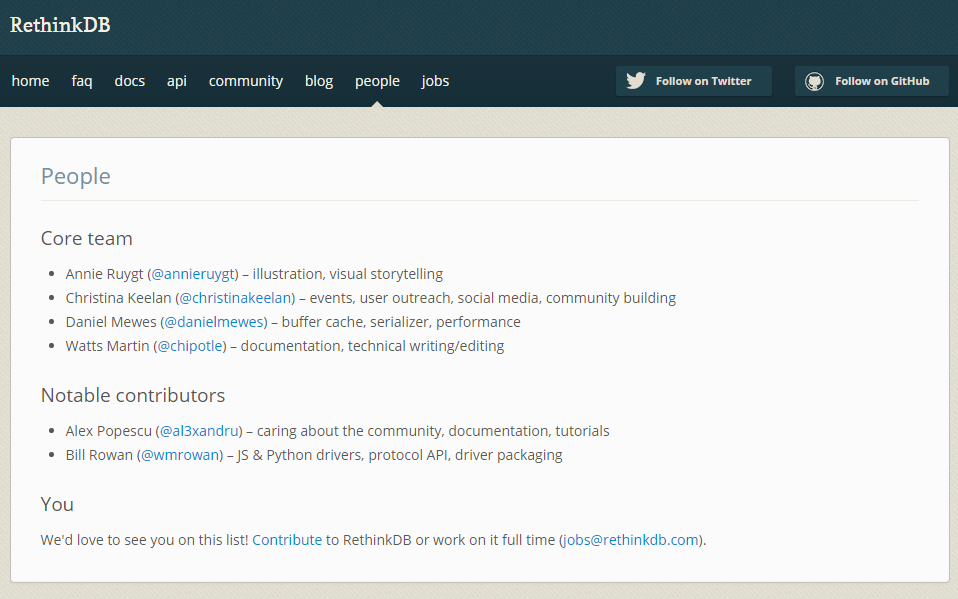 RethinkDB
home faq docs api community blog people jobs Follow on Twitter Follow on GitHub
People
Core team
• Annie Ruygt (@annieruygt) – illustration, visual storytelling
• Christina Keelan (@christinakeelan) – events, user outreach, social media, community building
• Daniel Mewes (@danielmewes) – buffer cache, serializer, performance
• Watts Martin (@chipotle) – documentation, technical writing/editing
Notable contributors
• Alex Popescu (@al3xandru) – caring about the community, documentation, tutorials
• Bill Rowan (@wmrowan) – JS & Python drivers, protocol API, driver packaging
You
We'd love to see you on this list! Contribute to RethinkDB or work on it full time (jobs@rethinkdb.com).